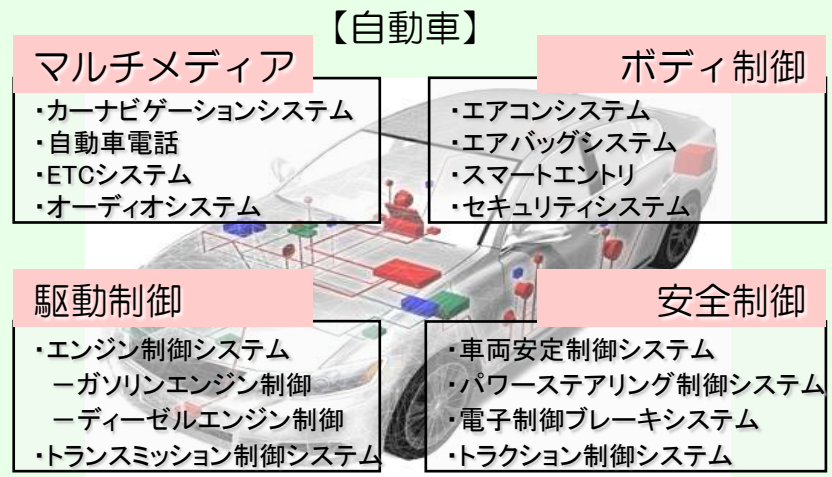 【自動車】
マルチメディア
・カーナビゲーションシステム
・自動車電話
・ETCシステム
・オーディオシステム
ボディ制御
・エアコンシステム
・エアバッグシステム
・スマートエントリ
・セキュリティシステム
駆動制御
・エンジン制御システム
－ガソリンエンジン制御
－ディーゼルエンジン制御
・トランスミッション制御システム
安全制御
・車両安定制御システム
・パワーステアリング制御システム
・電子制御ブレーキシステム
・トラクション制御システム